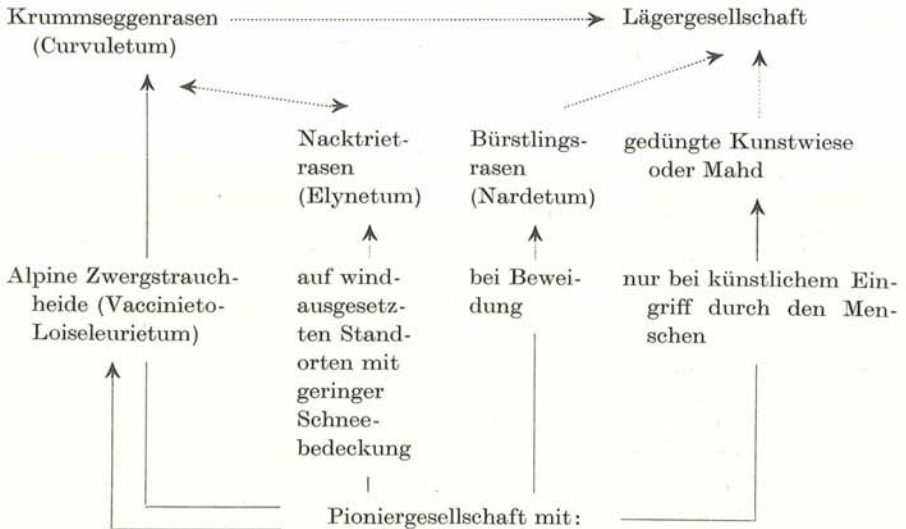 Krummseggenrasen
(Curvuletum)
Lägergesellschaft
Nacktriet-
rasen
(Elynetum)
Bürstlings-
rasen
(Nardetum)
gedüngte Kunstwiese
oder Mahd
Alpine Zwergstrauch-
heide (Vaccinieto-
Loiseleurietum)
auf wind-
ausgesetz-
ten Stand-
orten mit
geringer
Schnee-
bedeckung
bei Bewei-
dung
nur bei künstlichem Ein-
griff durch den Men-
schen
Pioniergesellschaft mit: